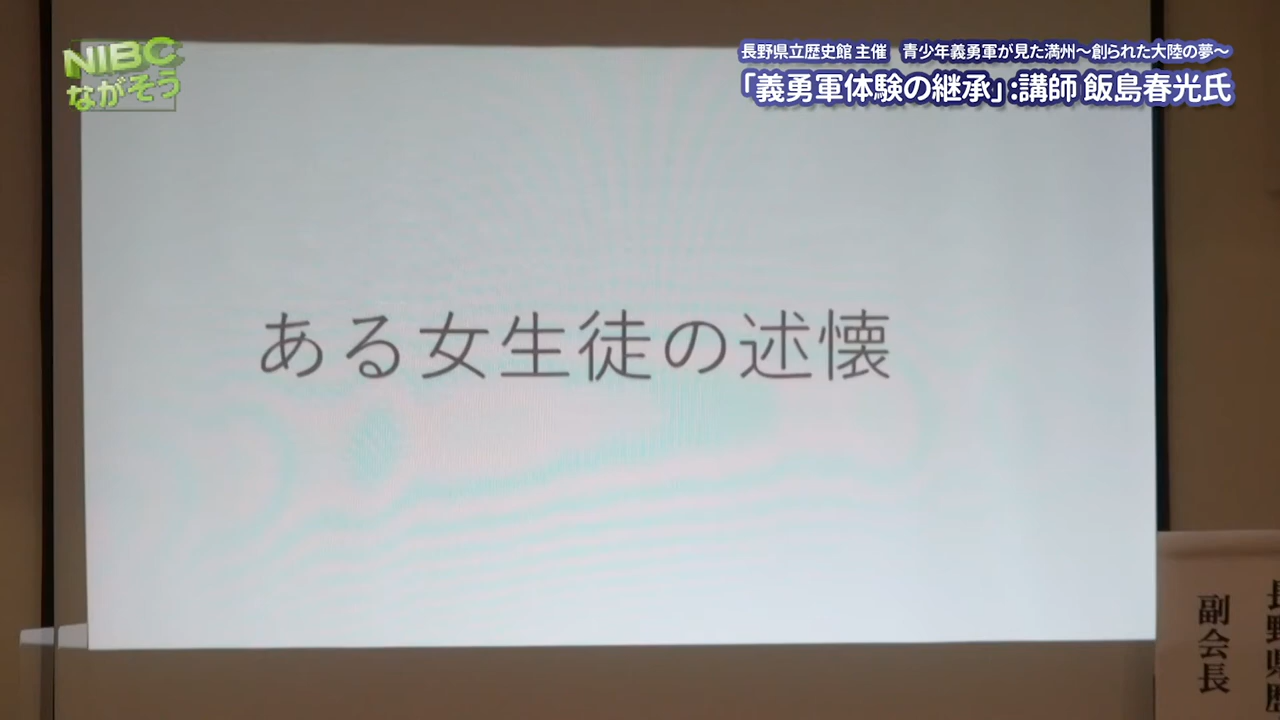 NIBC
ながそう
長野県立歴史館 主催　青少年義勇軍が見た満州～創られた大陸の夢～
「義勇軍体験の継承」:講師 飯島春光氏
ある女生徒の述懐
長野県歴
副会長